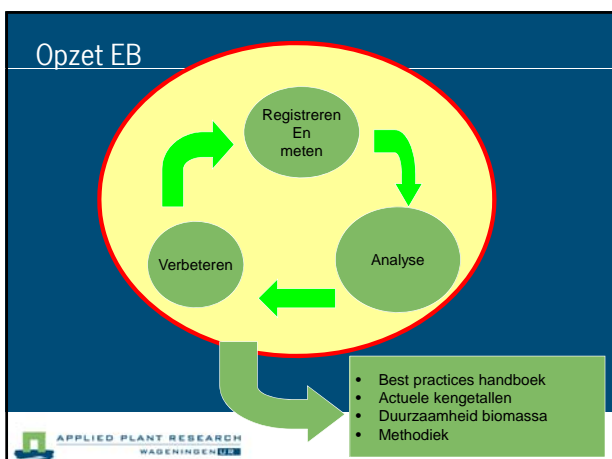 Opzet EB
Registreren
En
meten
Verbeteren
Analyse
• Best practices handboek
• Actuele kengetallen
• Duurzaamheid biomassa
• Methodiek
APPLIED PLANT RESEARCH
WAGENINGEN UR